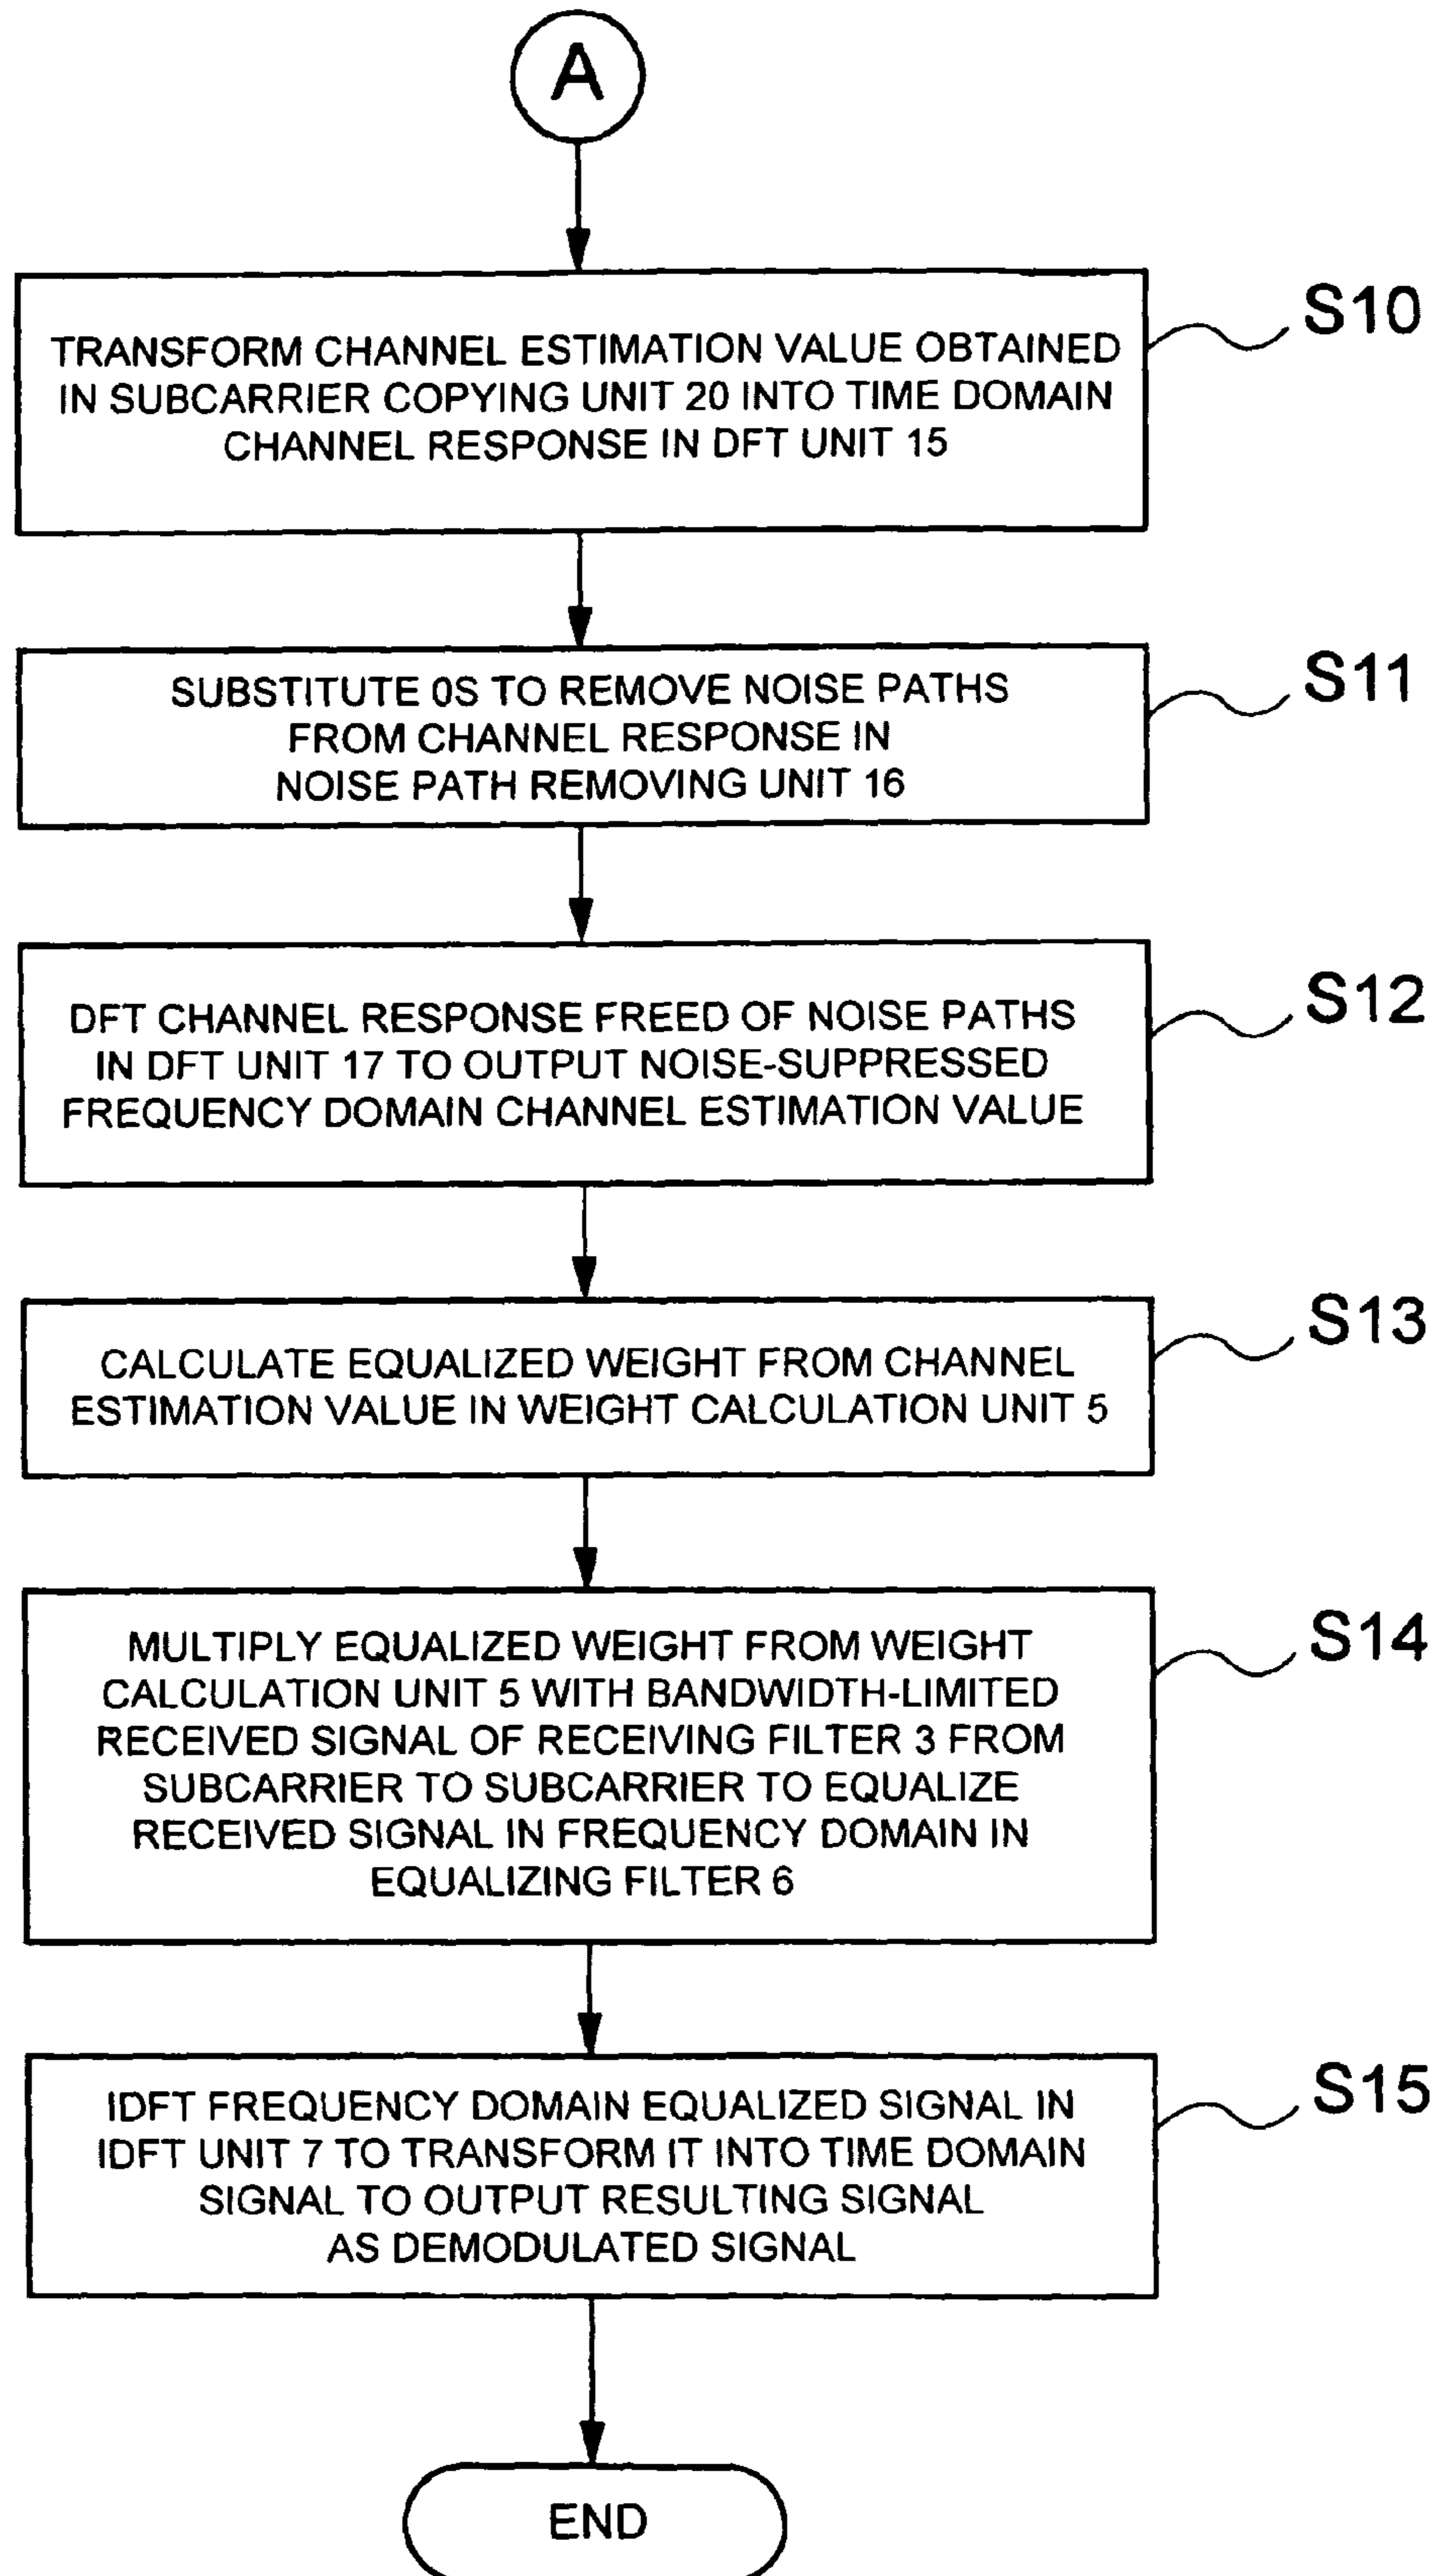 A
TRANSFORM CHANNEL ESTIMATION VALUE OBTAINED
IN SUBCARRIER COPYING UNIT 20 INTO TIME DOMAIN
CHANNEL RESPONSE IN DFT UNIT 15
S10
SUBSTITUTE 0S TO REMOVE NOISE PATHS
FROM CHANNEL RESPONSE IN
NOISE PATH REMOVING UNIT 16
S11
DFT CHANNEL RESPONSE FREED OF NOISE PATHS
IN DFT UNIT 17 TO OUTPUT NOISE-SUPPRESSED
FREQUENCY DOMAIN CHANNEL ESTIMATION VALUE
S12
CALCULATE EQUALIZED WEIGHT FROM CHANNEL
ESTIMATION VALUE IN WEIGHT CALCULATION UNIT 5
S13
MULTIPLY EQUALIZED WEIGHT FROM WEIGHT
CALCULATION UNIT 5 WITH BANDWIDTH-LIMITED
RECEIVED SIGNAL OF RECEIVING FILTER 3 FROM
SUBCARRIER TO SUBCARRIER TO EQUALIZE
RECEIVED SIGNAL IN FREQUENCY DOMAIN IN
EQUALIZING FILTER 6
S14
IDFT FREQUENCY DOMAIN EQUALIZED SIGNAL IN
IDFT UNIT 7 TO TRANSFORM IT INTO TIME DOMAIN
SIGNAL TO OUTPUT RESULTING SIGNAL
AS DEMODULATED SIGNAL
S15
END